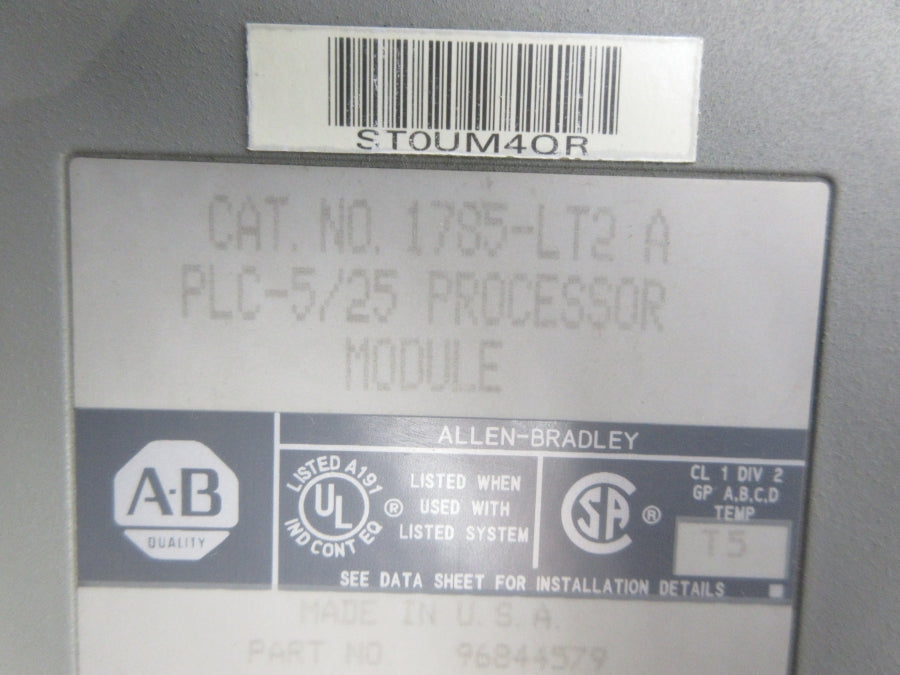 ST0UM4QR
CAT. NO. 1785-LT2 A
PLC-5/25 PROCESSOR
MODULE
ALLEN-BRADLEY
A·B
QUALITY
LISTED A191
UL
IND CONT EQ
®
LISTED WHEN
USED WITH
LISTED SYSTEM
SA
®
CL 1 DIV 2
GP A,B,C,D
TEMP
T5
SEE DATA SHEET FOR INSTALLATION DETAILS
MADE IN U.S.A.
PART NO. 96844579